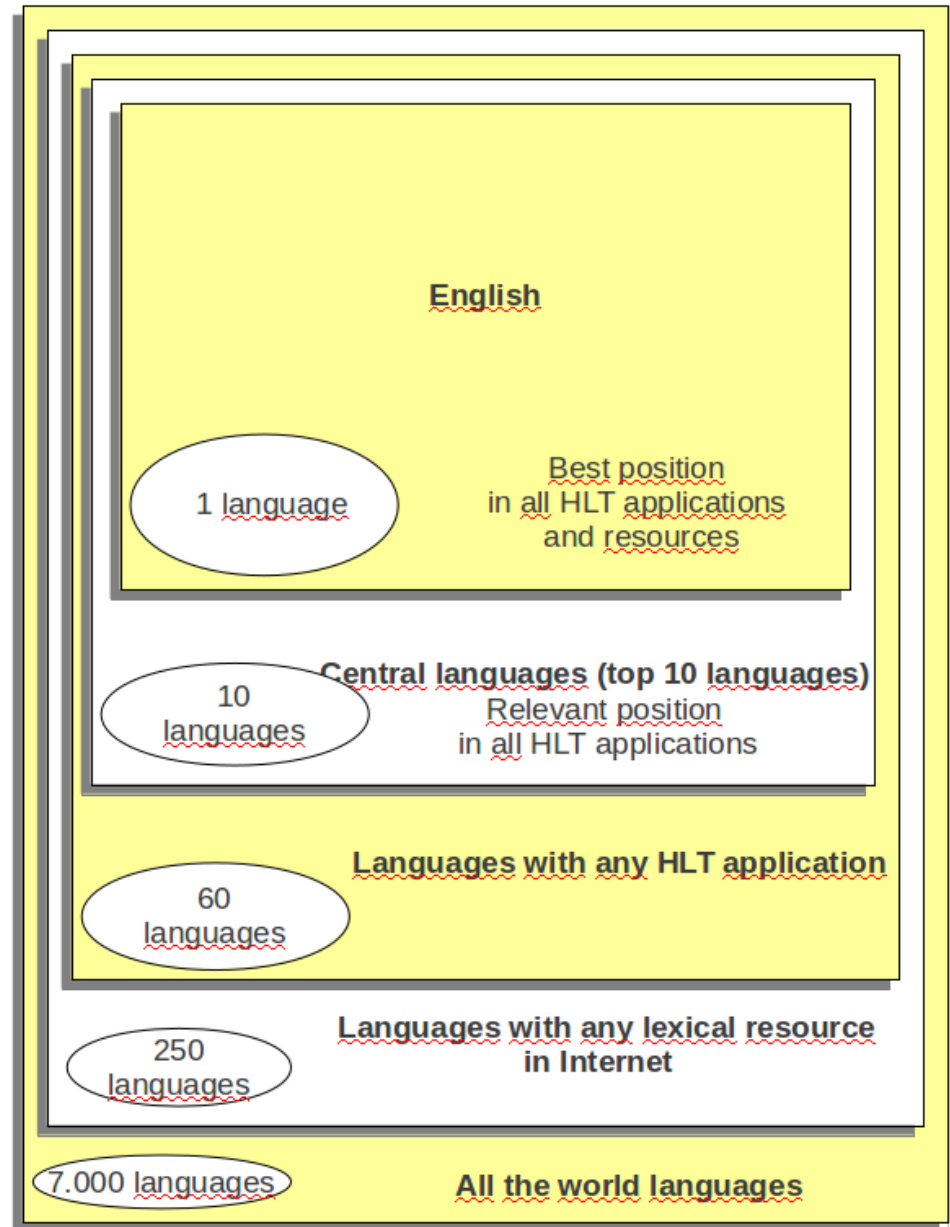 English
1 language
Best position
in all HLT applications
and resources
Central languages (top 10 languages)
10
languages
Relevant position
in all HLT applications
Languages with any HLT application
60
languages
Languages with any lexical resource
in Internet
250
languages
7.000 languages
All the world languages